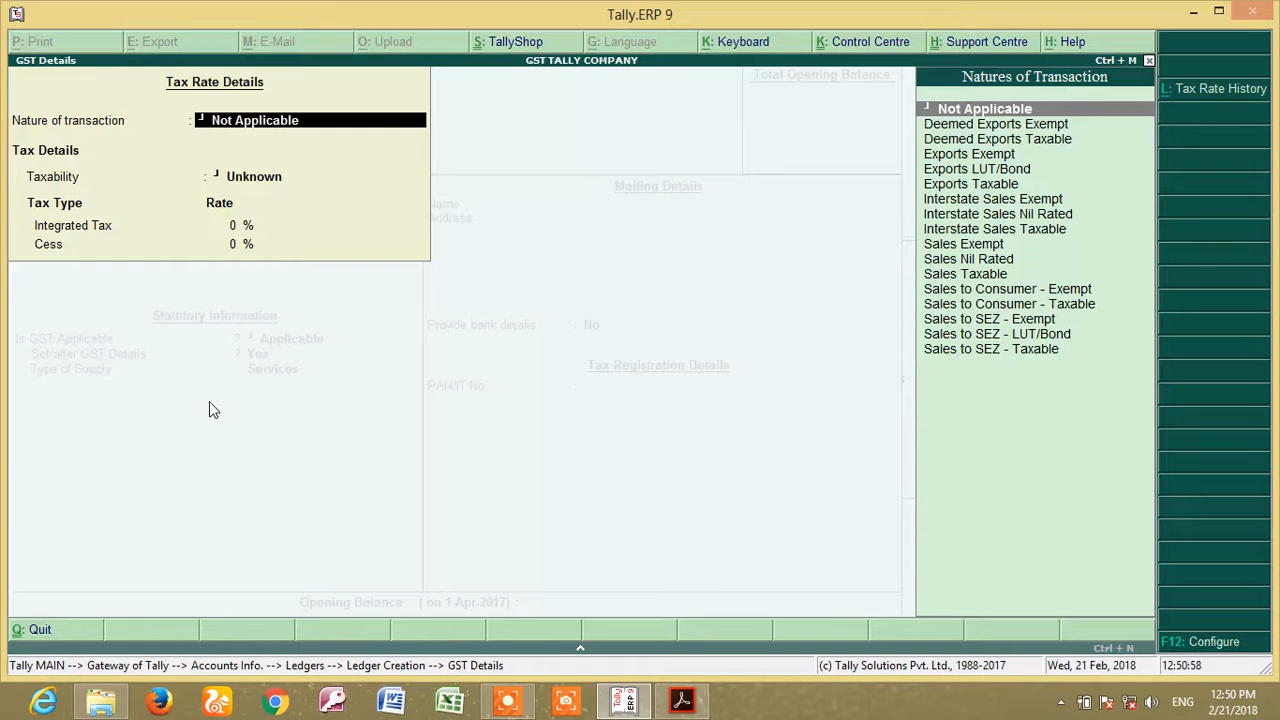 Tally.ERP 9
P: Print E: Export M: E-Mail O: Upload S: TallyShop G: Language K: Keyboard K: Control Centre H: Support Centre H: Help
GST Details GST TALLY COMPANY Ctrl + M
Tax Rate Details
Total Opening Balance
Nature of transaction : ┘ Not Applicable
Tax Details
Taxability : ┘ Unknown
Tax Type Rate
Integrated Tax 0 %
Cess 0 %
Mailing Details
Name
Address
Statutory Information
Is GST Applicable ? ┘ Applicable
Set/alter GST Details ? Yes
Type of Supply Services
Provide bank details : No
Tax Registration Details
PAN/IT No :
Opening Balance ( on 1-Apr-2017) :
Natures of Transaction
┘ Not Applicable
Deemed Exports Exempt
Deemed Exports Taxable
Exports Exempt
Exports LUT/Bond
Exports Taxable
Interstate Sales Exempt
Interstate Sales Nil Rated
Interstate Sales Taxable
Sales Exempt
Sales Nil Rated
Sales Taxable
Sales to Consumer - Exempt
Sales to Consumer - Taxable
Sales to SEZ - Exempt
Sales to SEZ - LUT/Bond
Sales to SEZ - Taxable
L: Tax Rate History
F12: Configure
Q: Quit
Ctrl + N
Tally MAIN --> Gateway of Tally --> Accounts Info. --> Ledgers --> Ledger Creation --> GST Details (c) Tally Solutions Pvt. Ltd., 1988-2017 Wed, 21 Feb, 2018 12:50:58
Tally ERP 9
ENG
12:50 PM
2/21/2018